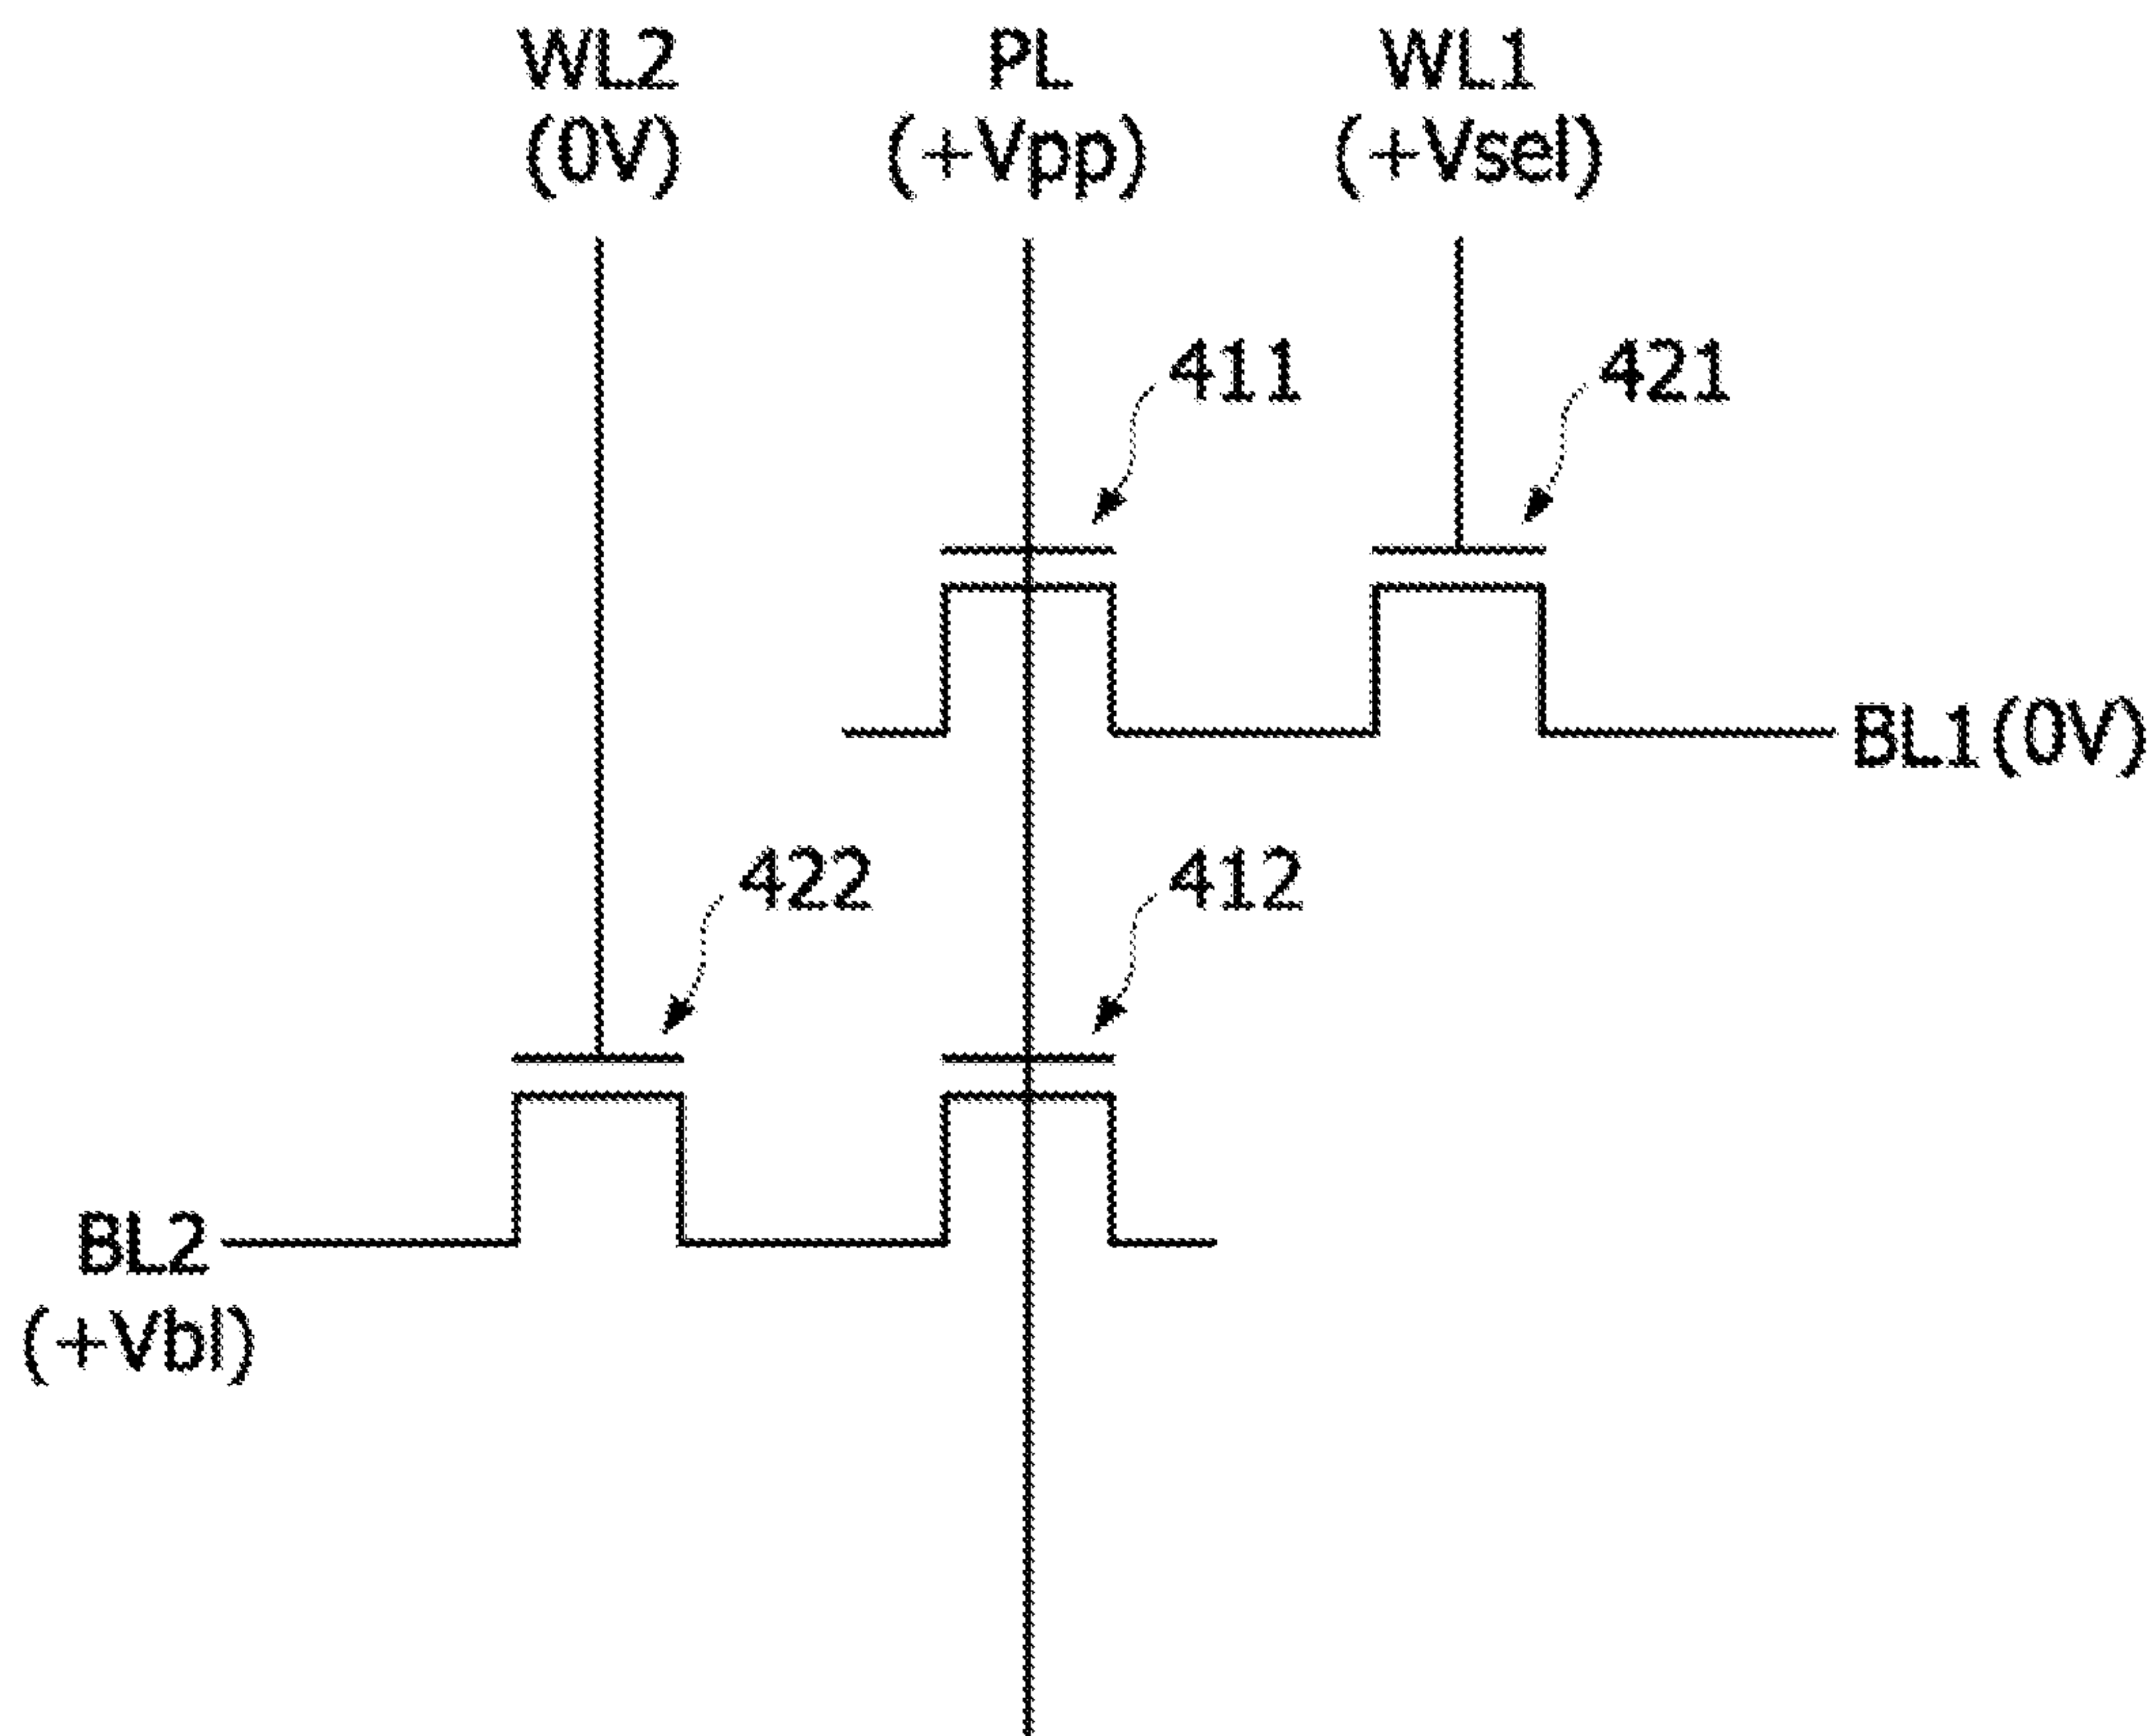 WL2
(0V)
PL
(+Vpp)
WL1
(+Vsel)
411
421
BL1(0V)
422
412
BL2
(+Vbl)